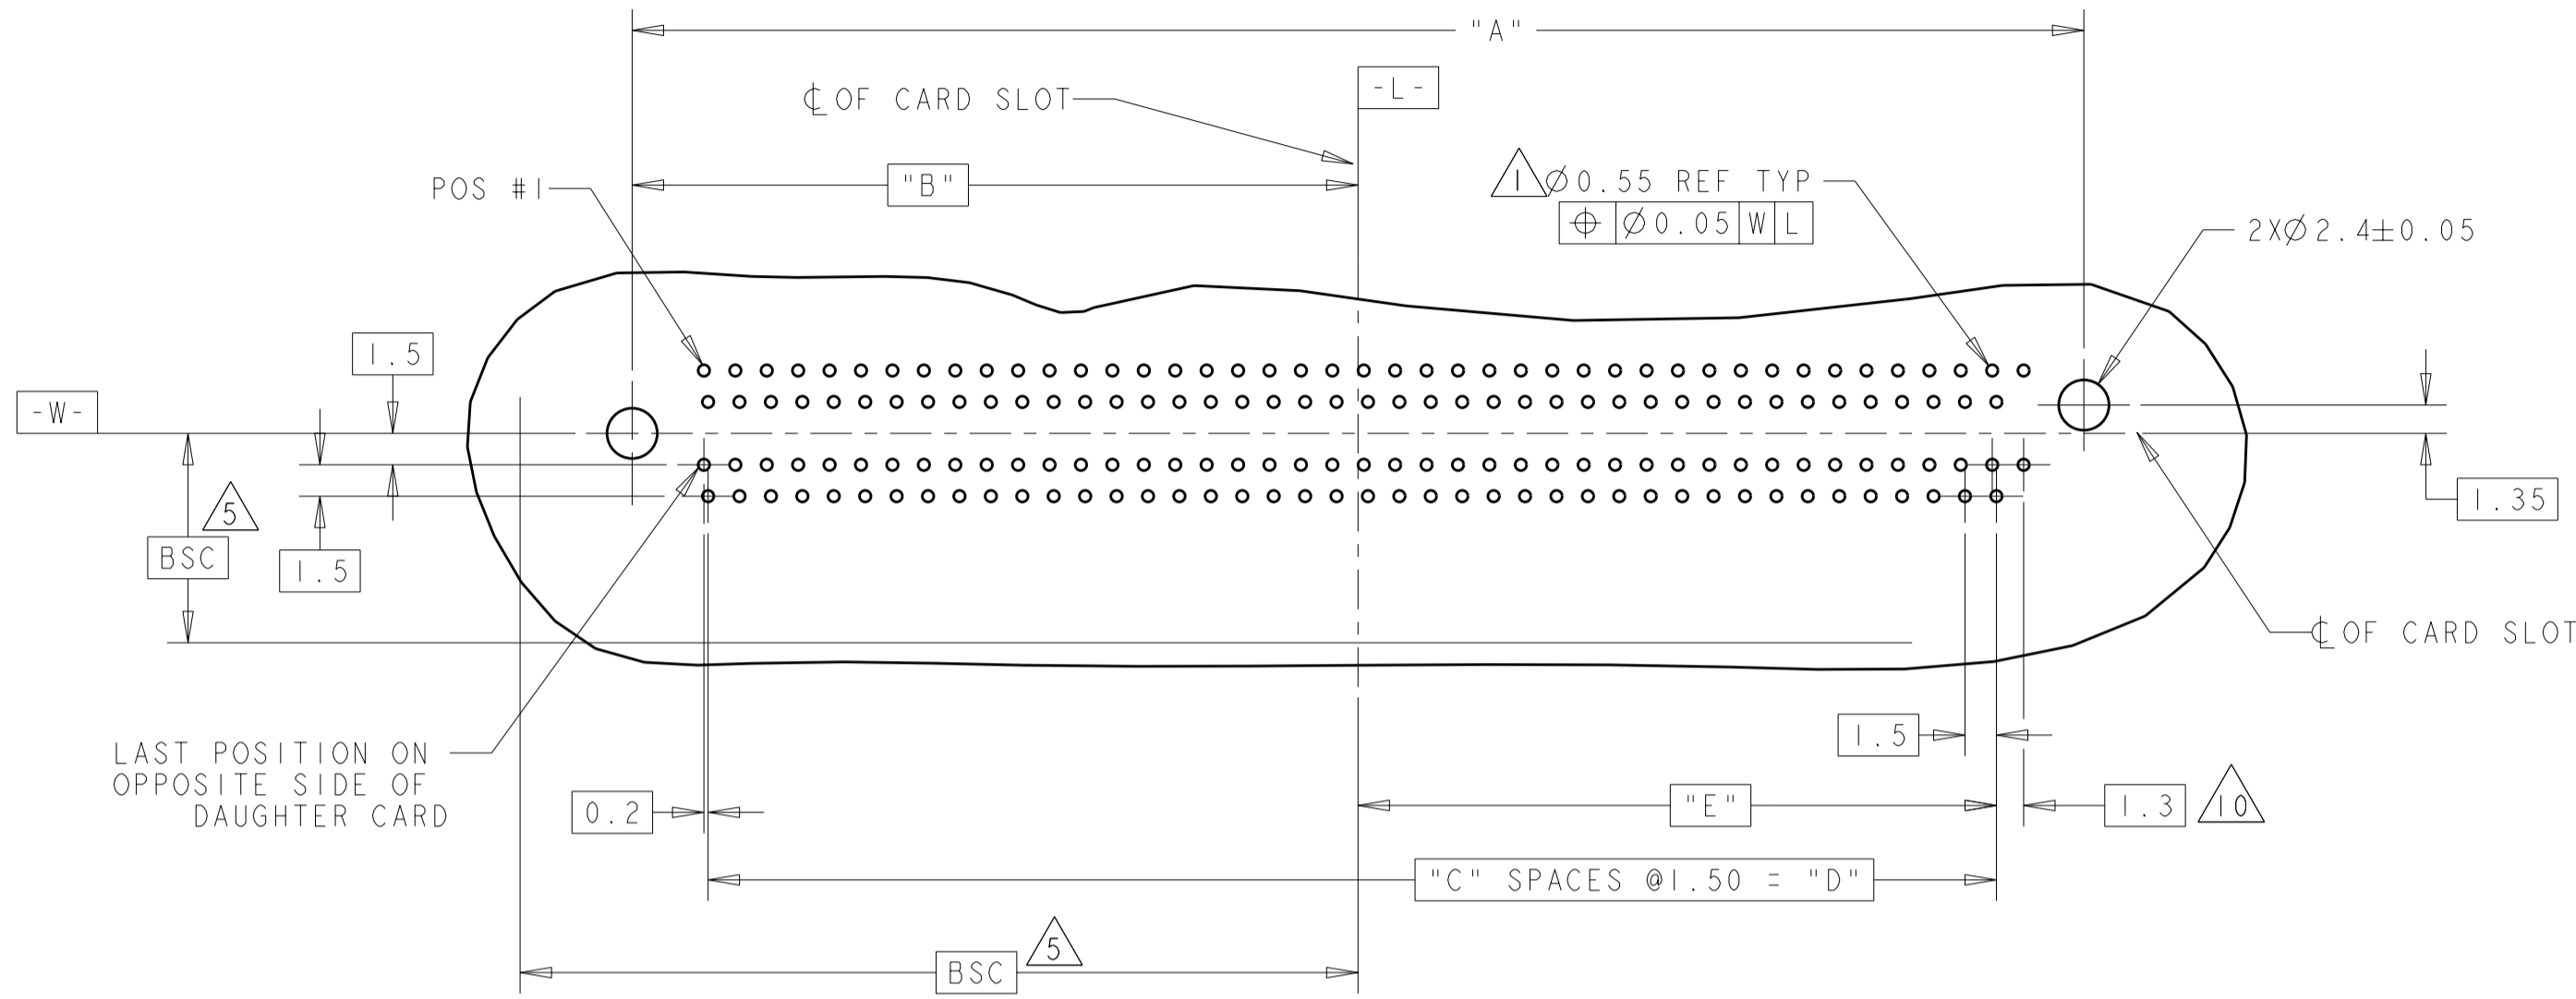 "A"
℄ OF CARD SLOT
-L-
POS #1
"B"
1 Ø0.55 REF TYP
⌖ Ø0.05 W L
2XØ2.4±0.05
1.5
-W-
5
BSC
1.5
1.35
℄ OF CARD SLOT
LAST POSITION ON
OPPOSITE SIDE OF
DAUGHTER CARD
1.5
0.2
"E"
1.3 10
"C" SPACES @1.50 = "D"
5
BSC